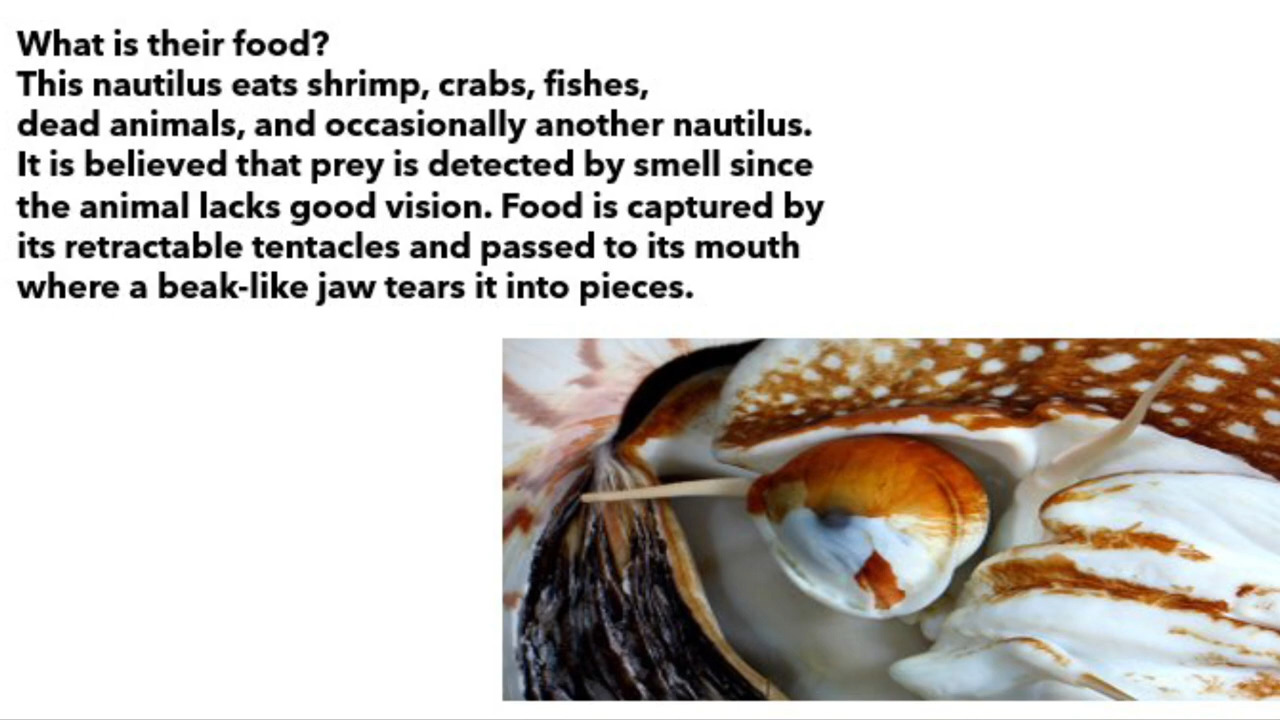 What is their food?
This nautilus eats shrimp, crabs, fishes,
dead animals, and occasionally another nautilus.
It is believed that prey is detected by smell since
the animal lacks good vision. Food is captured by
its retractable tentacles and passed to its mouth
where a beak-like jaw tears it into pieces.